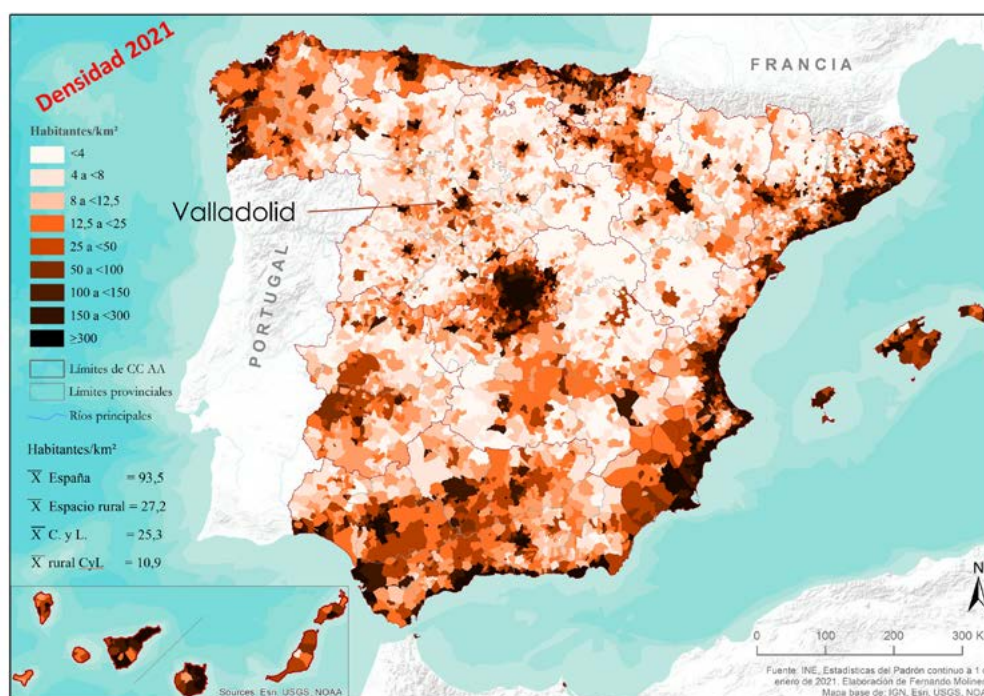 Densidad 2021
Habitantes/km²
<4
4 a <8
8 a <12,5
12,5 a <25
25 a <50
50 a <100
100 a <150
150 a <300
≥300
Límites de CC AA
Límites provinciales
Ríos principales
Habitantes/km²
X̅ España = 93,5
X̅ Espacio rural = 27,2
X̅ C. y L. = 25,3
X̅ rural CyL = 10,9
FRANCIA
Valladolid
PORTUGAL
N
0 100 200 300 K
Sources: Esri, USGS, NOAA
Fuente: INE, Estadísticas del Padrón continuo a 1
enero de 2021. Elaboración de Fernando Moliner
Mapa base de: IGN, Esri, USGS, NOA